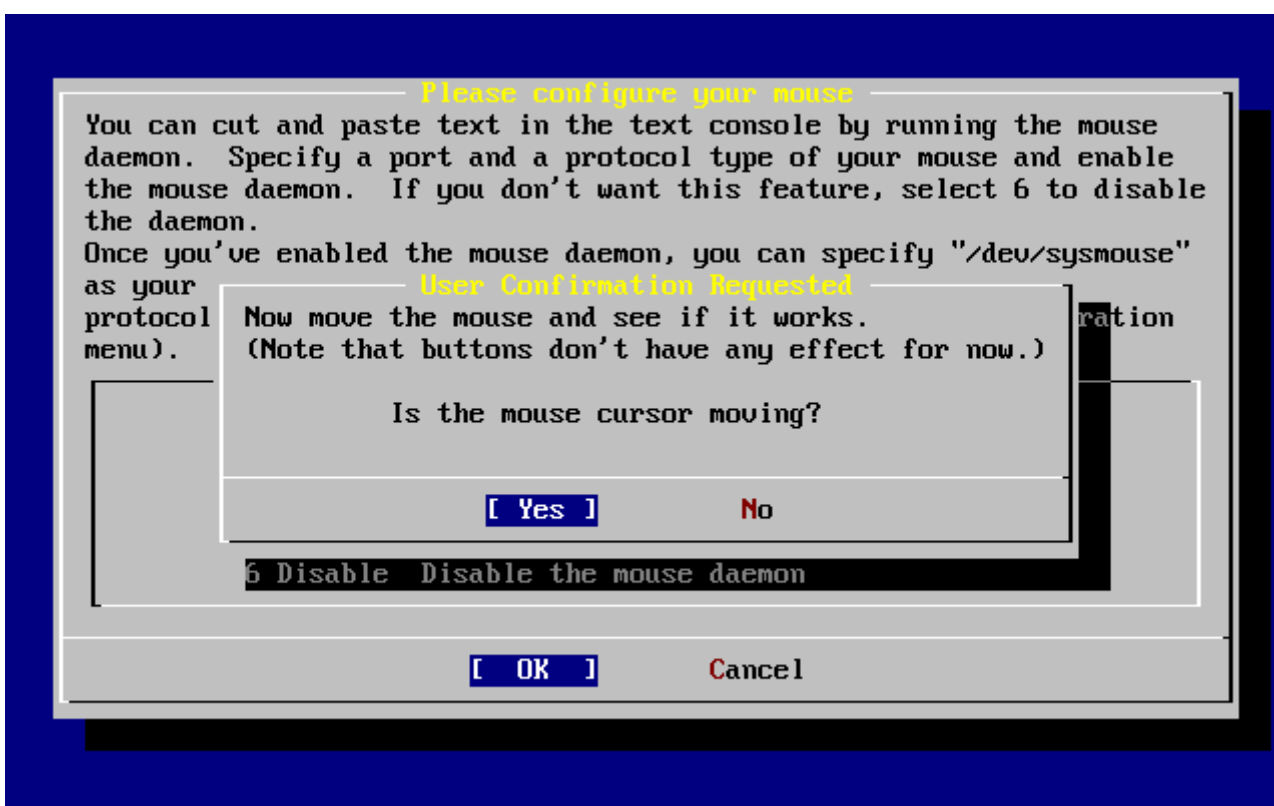 Please configure your mouse
You can cut and paste text in the text console by running the mouse
daemon.  Specify a port and a protocol type of your mouse and enable
the mouse daemon.  If you don't want this feature, select 6 to disable
the daemon.
Once you've enabled the mouse daemon, you can specify "/dev/sysmouse"
as your
protocol ration
menu).
User Confirmation Requested
Now move the mouse and see if it works.
(Note that buttons don't have any effect for now.)
Is the mouse cursor moving?
[ Yes ] No
6 Disable  Disable the mouse daemon
[ OK ] Cancel